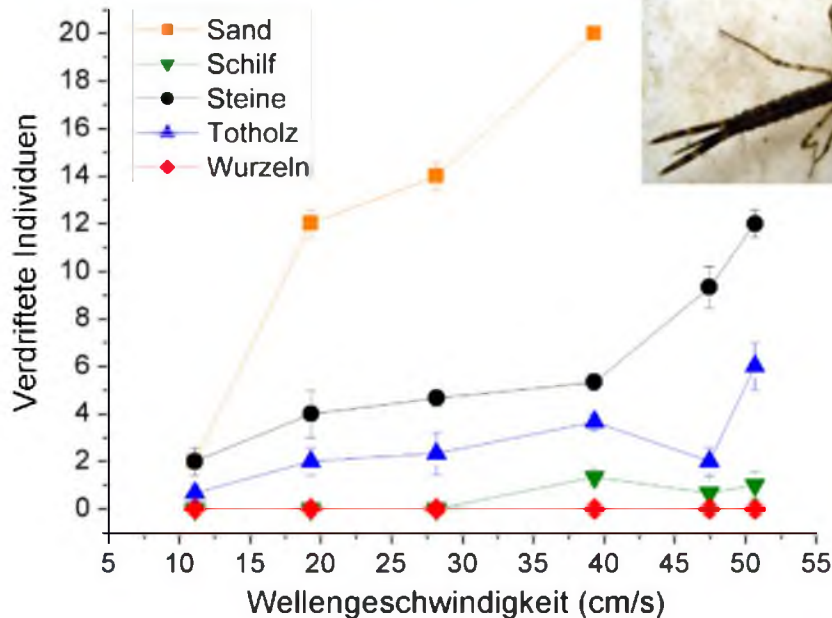 Sand
Schilf
Steine
Totholz
Wurzeln
Verdriftete Individuen
20
18
16
14
12
10
8
6
4
2
0
5 10 15 20 25 30 35 40 45 50 55
Wellengeschwindigkeit (cm/s)